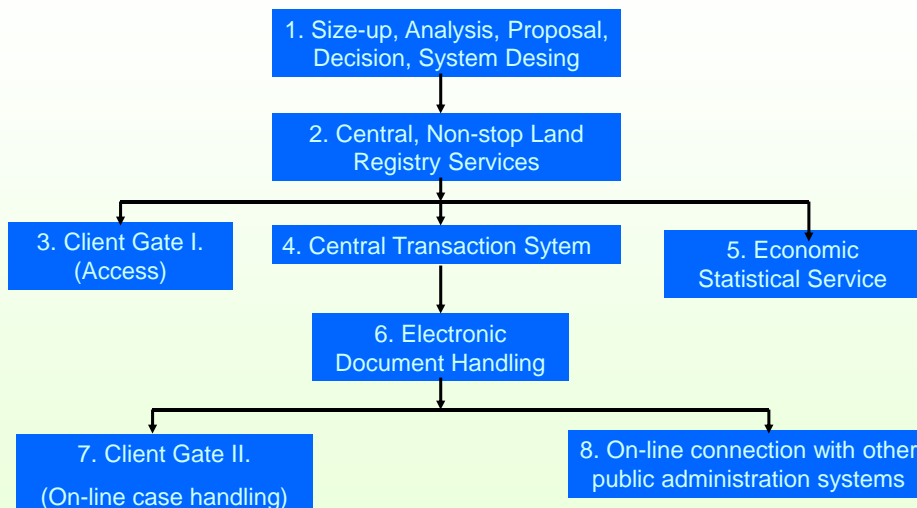 1. Size-up, Analysis, Proposal,
Decision, System Desing
2. Central, Non-stop Land
Registry Services
3. Client Gate I.
(Access)
4. Central Transaction Sytem
5. Economic
Statistical Service
6. Electronic
Document Handling
7. Client Gate II.
(On-line case handling)
8. On-line connection with other
public administration systems